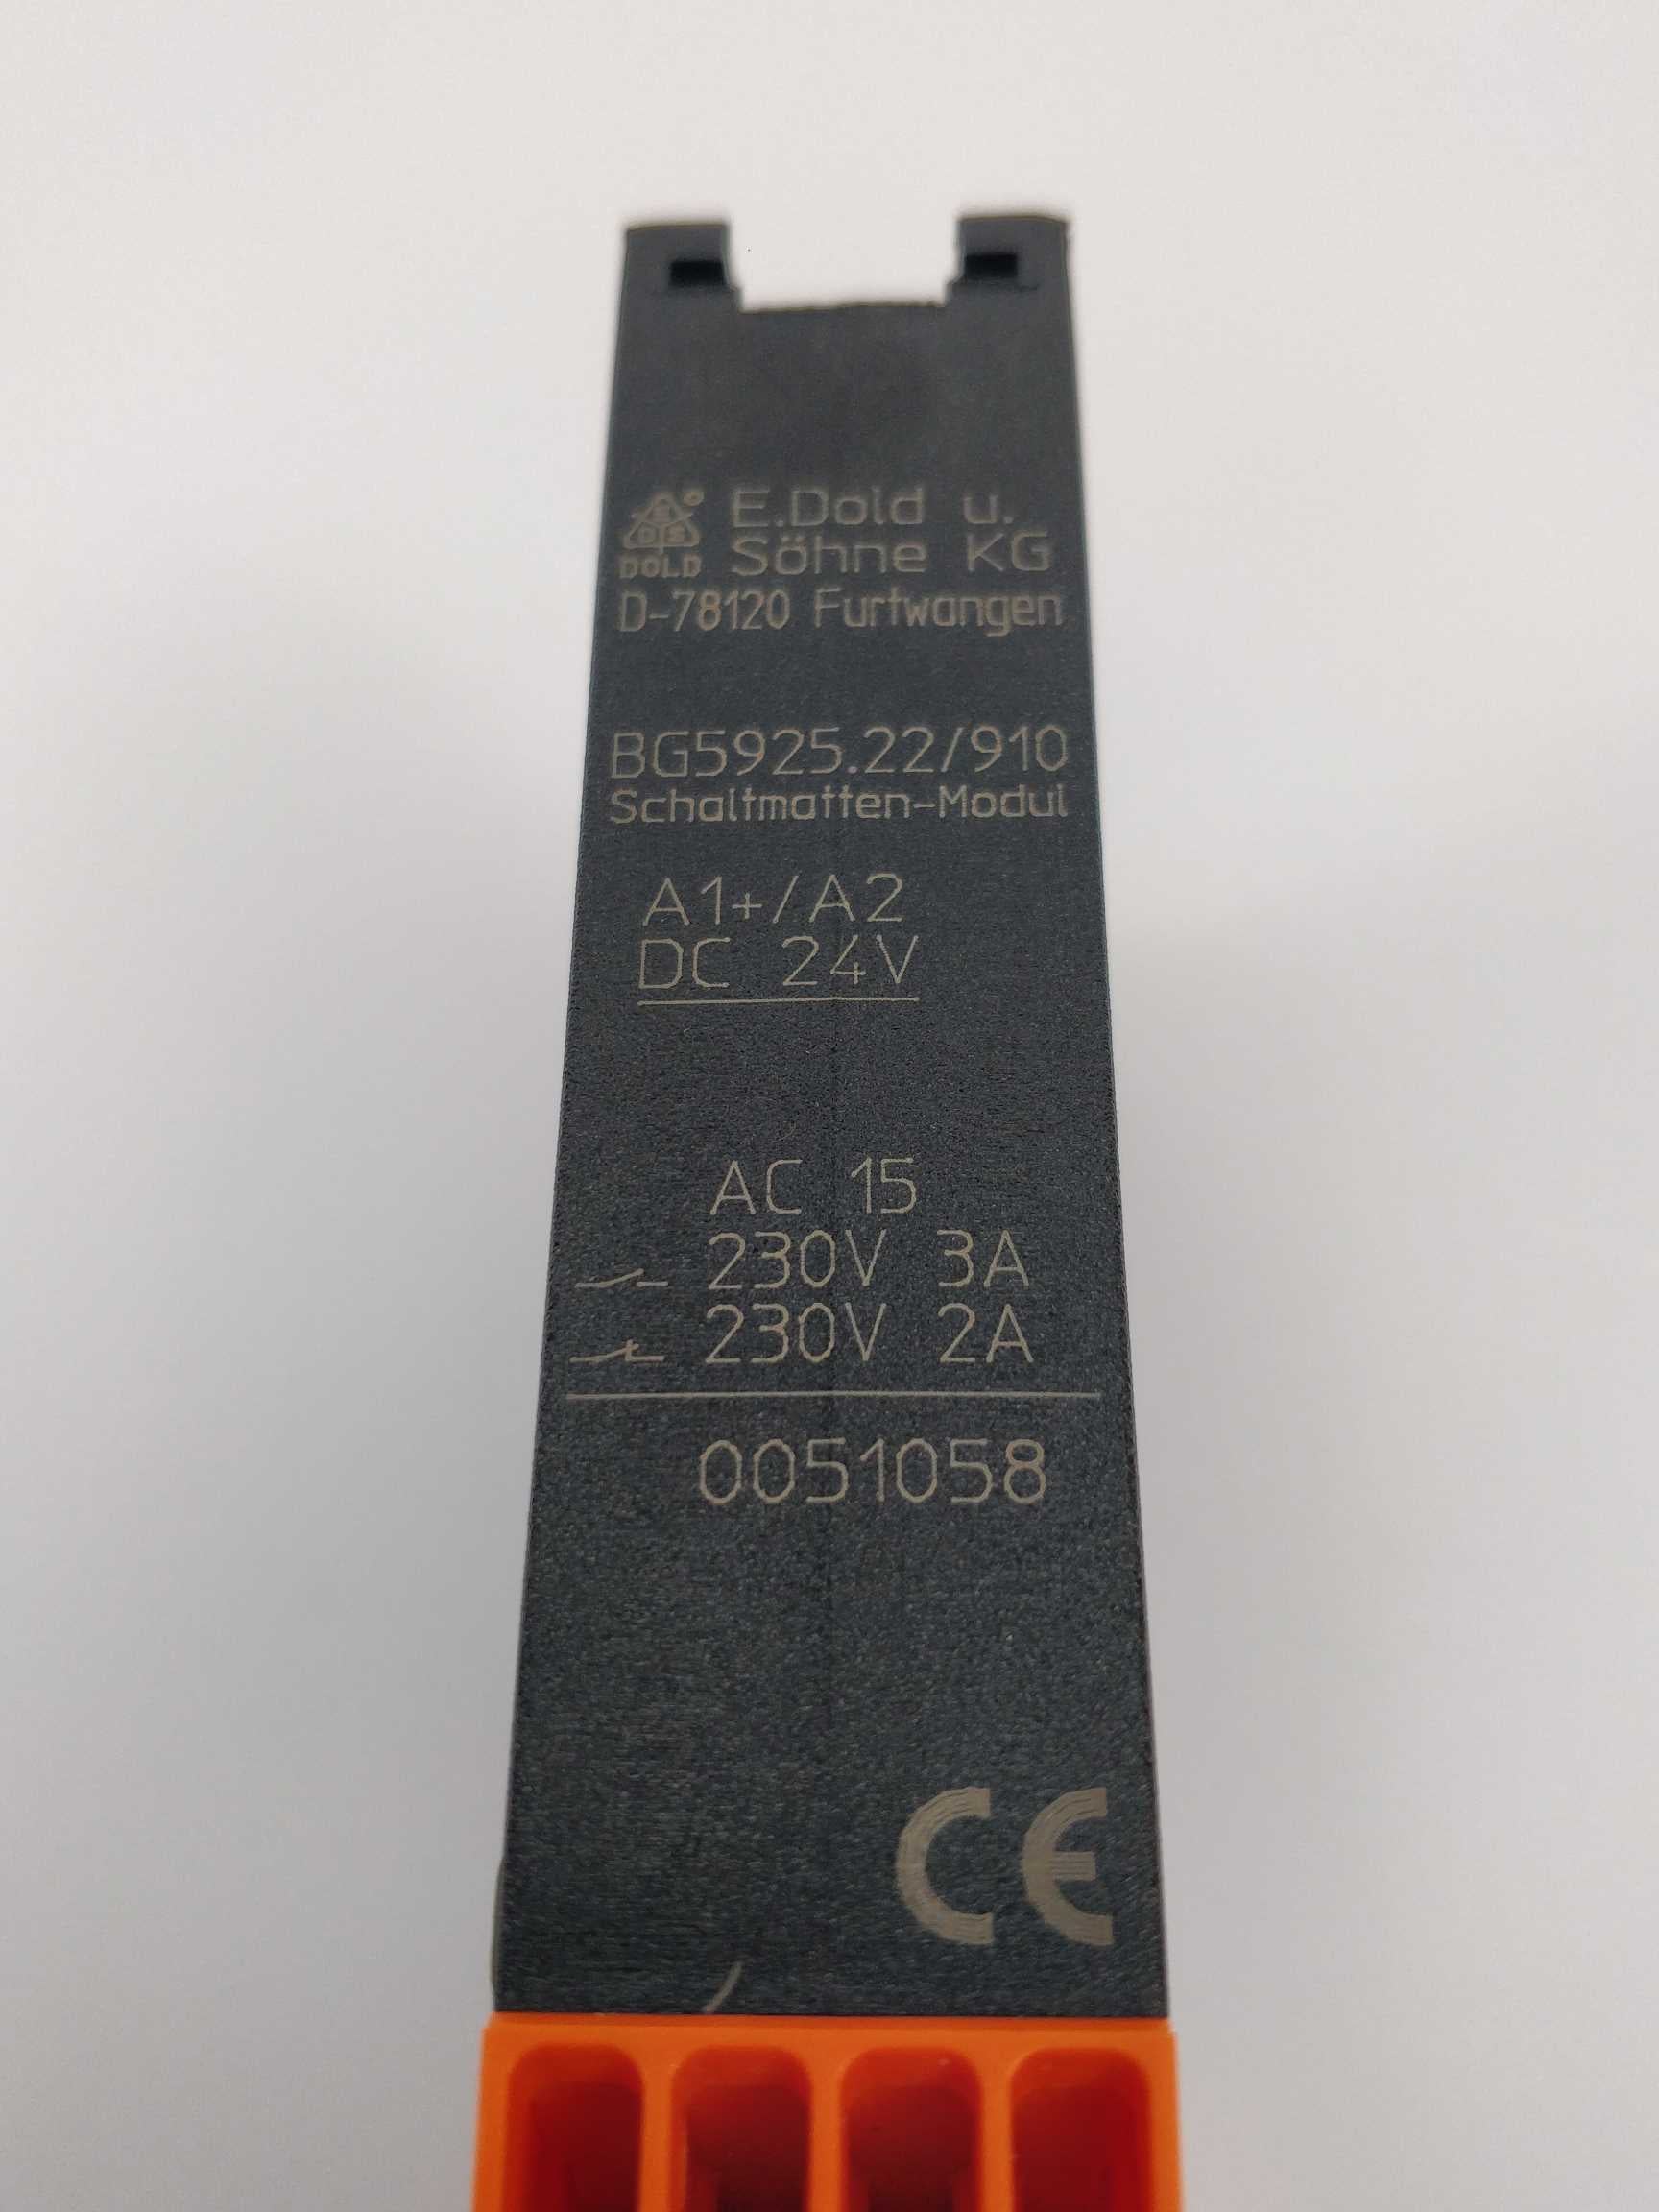 E.Dold u.
Söhne KG
E
D S
DOLD
D-78120 Furtwangen
BG5925.22/910
Schaltmatten-Modul
A1+/A2
DC 24V
AC 15
230V 3A
230V 2A
0051058
CE